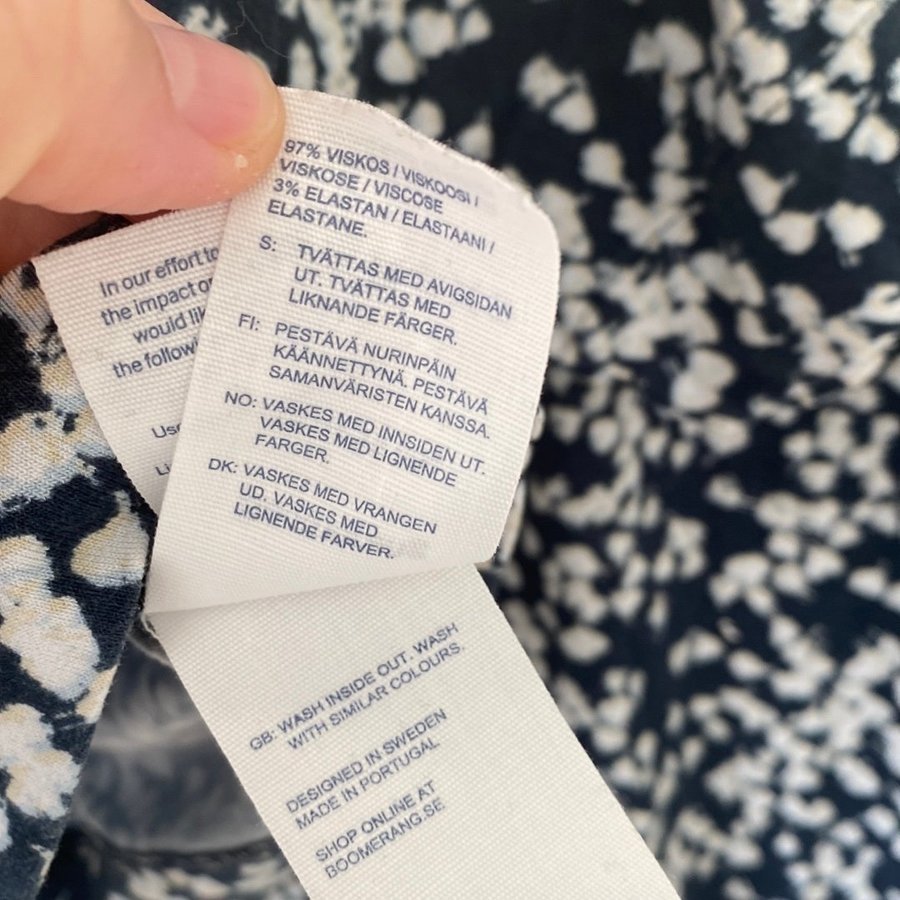 97% VISKOS / VISKOOSI /
VISKOSE / VISCOSE
3% ELASTAN / ELASTAANI /
ELASTANE.
S: TVÄTTAS MED AVIGSIDAN
UT. TVÄTTAS MED
LIKNANDE FÄRGER.
FI: PESTÄVÄ NURINPÄIN
KÄÄNNETTYNÄ. PESTÄVÄ
SAMANVÄRISTEN KANSSA.
NO: VASKES MED INNSIDEN UT.
VASKES MED LIGNENDE
FARGER.
DK: VASKES MED VRANGEN
UD. VASKES MED
LIGNENDE FARVER.
In our effort to
the impact
would
the
GB: WASH INSIDE OUT. WASH
WITH SIMILAR COLOURS.
DESIGNED IN SWEDEN
MADE IN PORTUGAL
SHOP ONLINE AT
BOOMERANG.SE